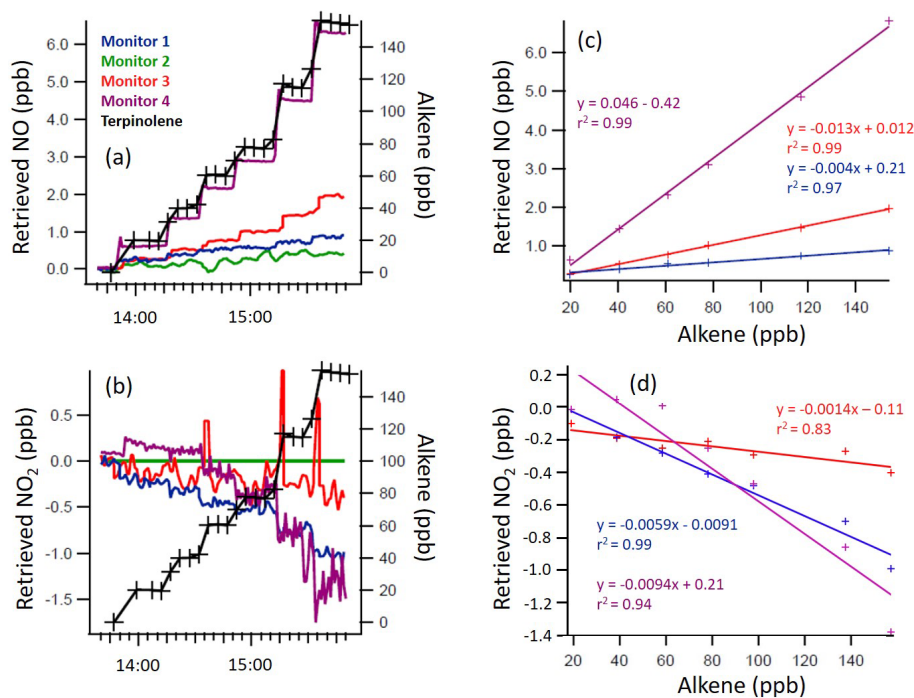 (a)
Monitor 1
Monitor 2
Monitor 3
Monitor 4
Terpinolene
Retrieved NO (ppb)
6.0
5.0
4.0
3.0
2.0
1.0
0.0
Alkene (ppb)
140
120
100
80
60
40
20
0
14:00
15:00
(c)
Retrieved NO (ppb)
6.0
5.0
4.0
3.0
2.0
1.0
y = 0.046 - 0.42
r² = 0.99
y = -0.013x + 0.012
r² = 0.99
y = -0.004x + 0.21
r² = 0.97
20
40
60
80
100
120
140
Alkene (ppb)
(b)
Retrieved NO₂ (ppb)
0.5
0.0
-0.5
-1.0
-1.5
Alkene (ppb)
140
120
100
80
60
40
20
0
14:00
15:00
(d)
Retrieved NO₂ (ppb)
0.2
0.0
-0.2
-0.4
-0.6
-0.8
-1.0
-1.2
-1.4
y = -0.0014x – 0.11
r² = 0.83
y = -0.0059x - 0.0091
r² = 0.99
y = -0.0094x + 0.21
r² = 0.94
20
40
60
80
100
120
140
Alkene (ppb)